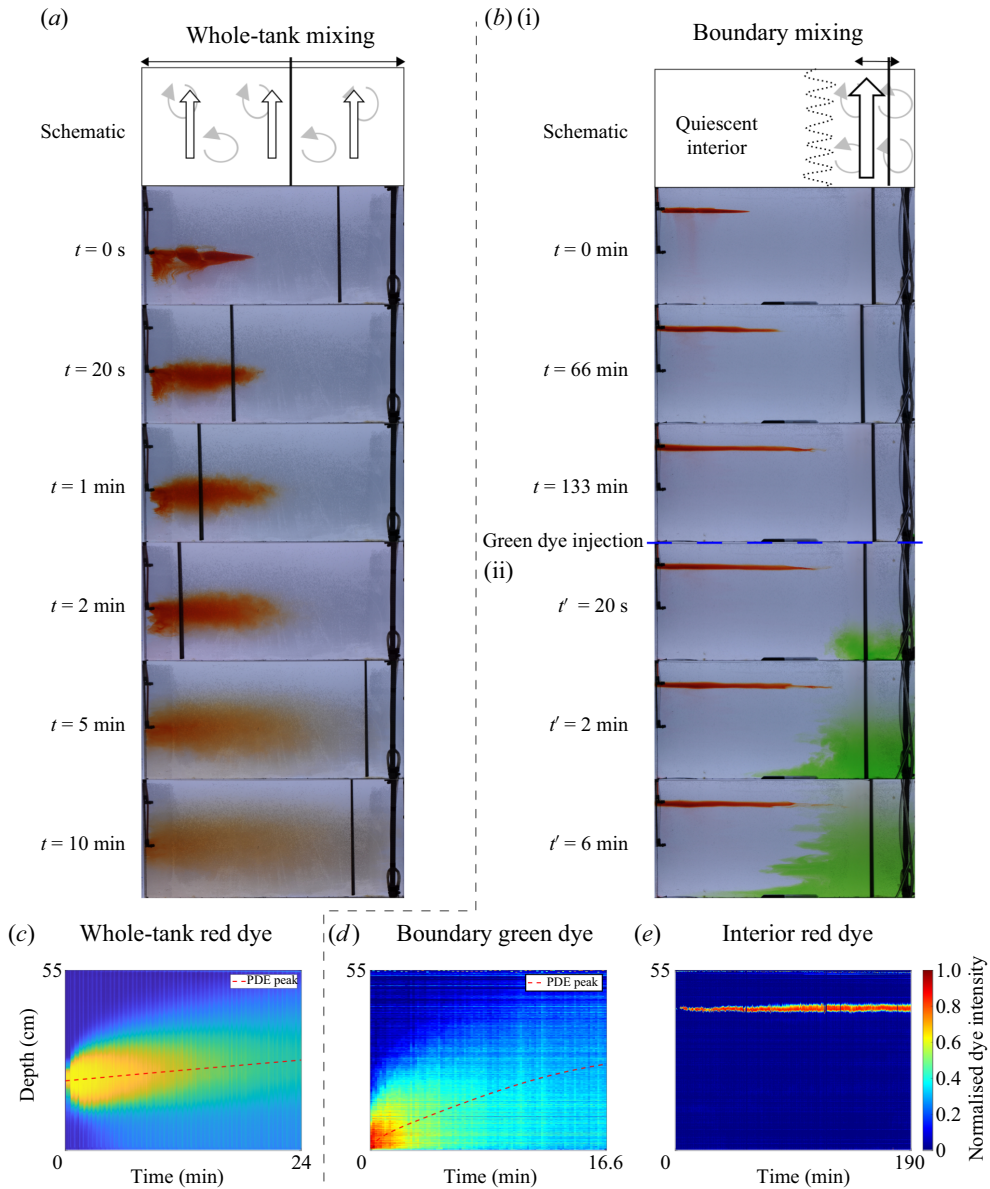 (a)
Whole-tank mixing
Schematic
t = 0 s
t = 20 s
t = 1 min
t = 2 min
t = 5 min
t = 10 min
(b) (i)
Boundary mixing
Schematic
Quiescent
interior
t = 0 min
t = 66 min
t = 133 min
Green dye injection
(ii)
t′ = 20 s
t′ = 2 min
t′ = 6 min
(c)
Whole-tank red dye
55
PDE peak
Depth (cm)
0
Time (min)
24
(d)
Boundary green dye
55
PDE peak
0
Time (min)
16.6
(e)
Interior red dye
55
0
Time (min)
190
1.0
0.8
0.6
0.4
0.2
0
Normalised dye intensity